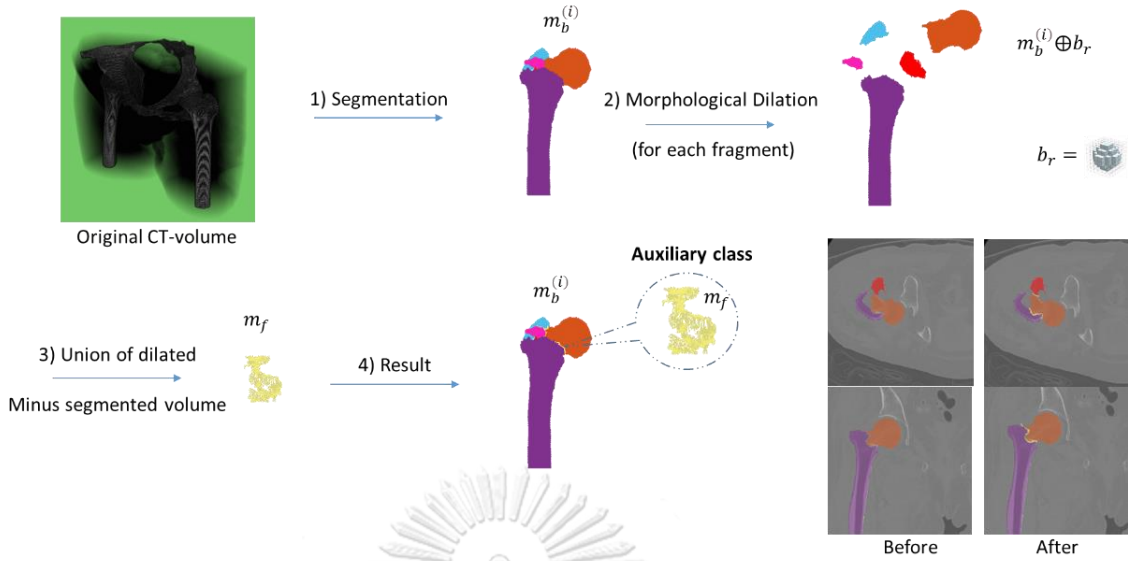 1) Segmentation
m_b^{(i)}
2) Morphological Dilation
(for each fragment)
m_b^{(i)}⊕b_r
b_r =
Original CT-volume
3) Union of dilated
Minus segmented volume
m_f
4) Result
m_b^{(i)}
Auxiliary class
m_f
Before
After